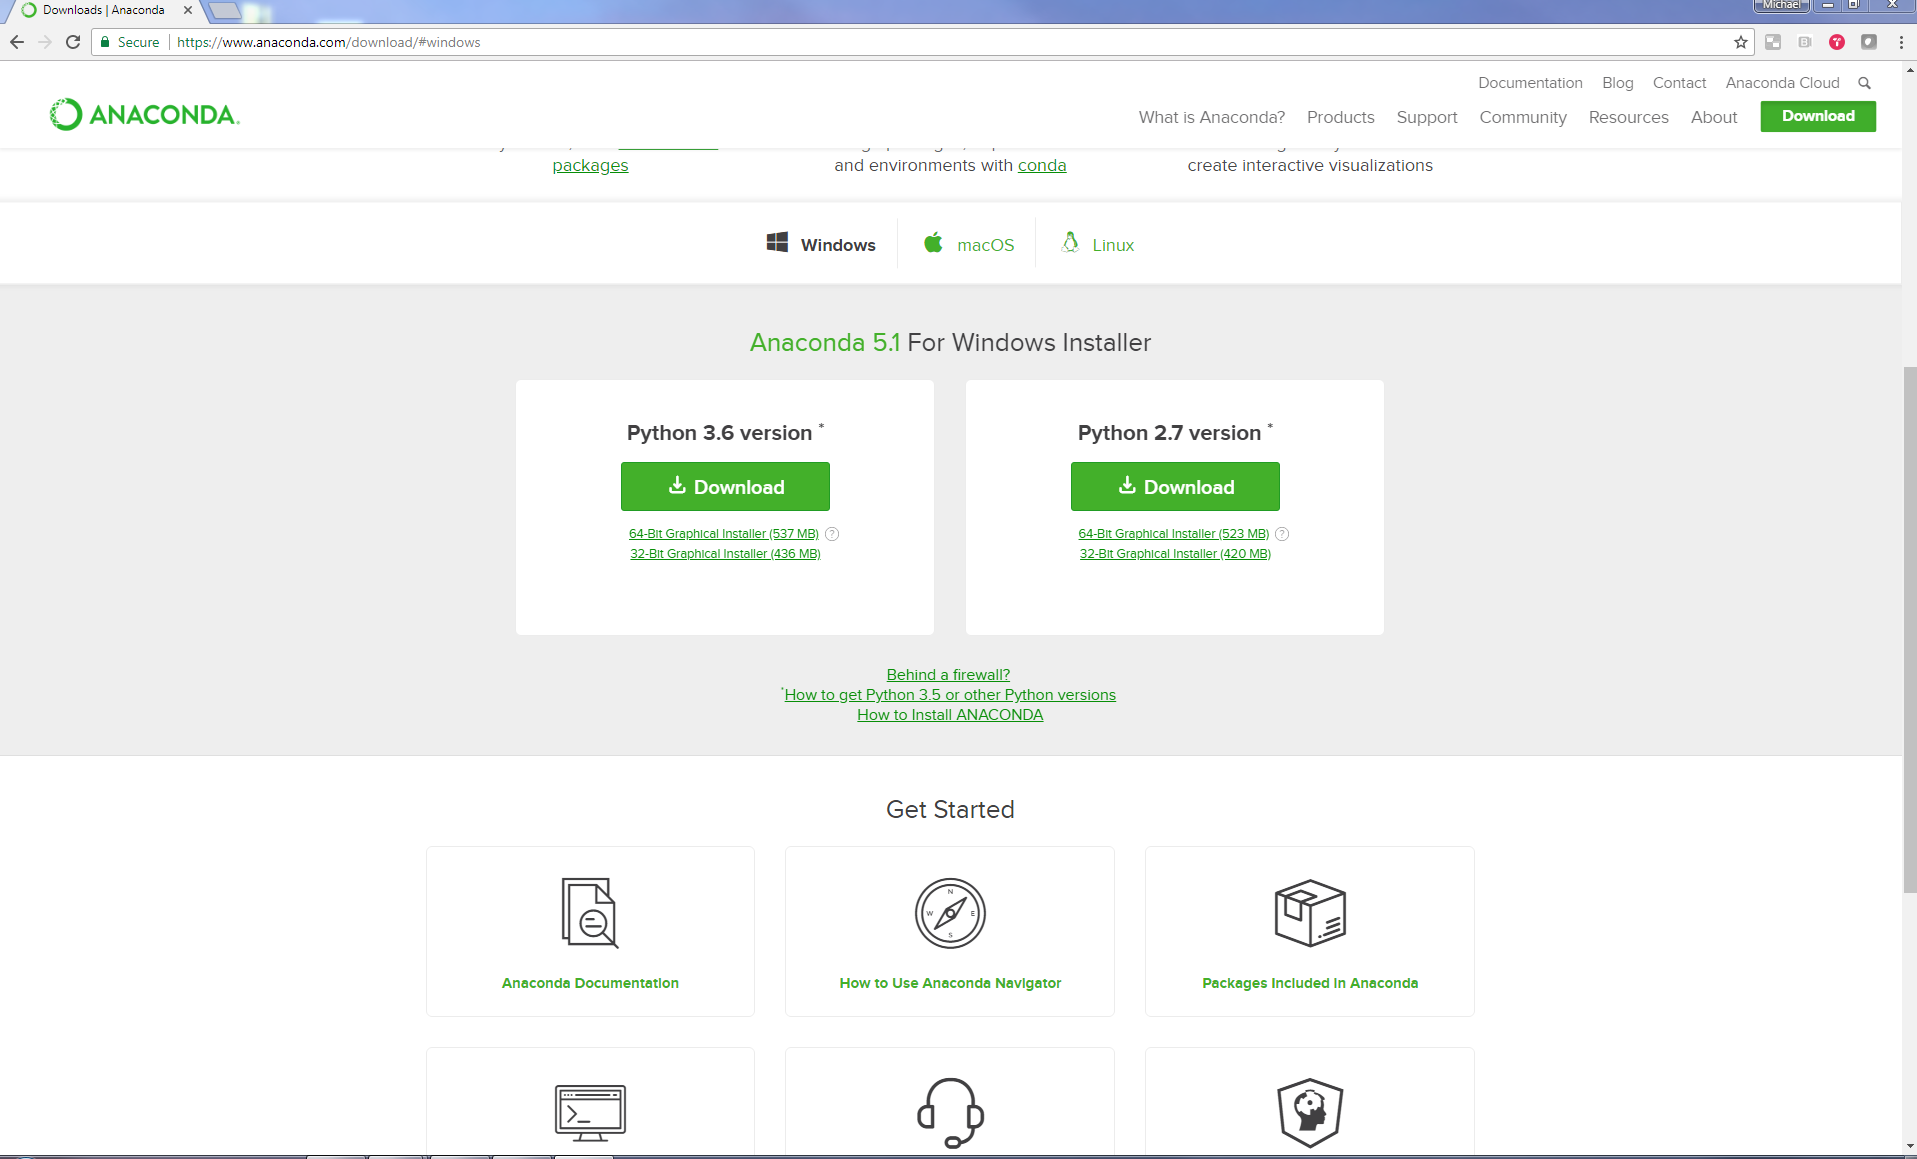 Downloads | Anaconda
Michael
Secure https://www.anaconda.com/download/#windows
Documentation Blog Contact Anaconda Cloud
ANACONDA.
What is Anaconda? Products Support Community Resources About Download
packages
and environments with conda
create interactive visualizations
Windows macOS Linux
Anaconda 5.1 For Windows Installer
Python 3.6 version *
Download
64-Bit Graphical Installer (537 MB) ?
32-Bit Graphical Installer (436 MB)
Python 2.7 version *
Download
64-Bit Graphical Installer (523 MB) ?
32-Bit Graphical Installer (420 MB)
Behind a firewall?
*How to get Python 3.5 or other Python versions
How to Install ANACONDA
Get Started
N
W E
S
Anaconda Documentation
How to Use Anaconda Navigator
Packages Included in Anaconda